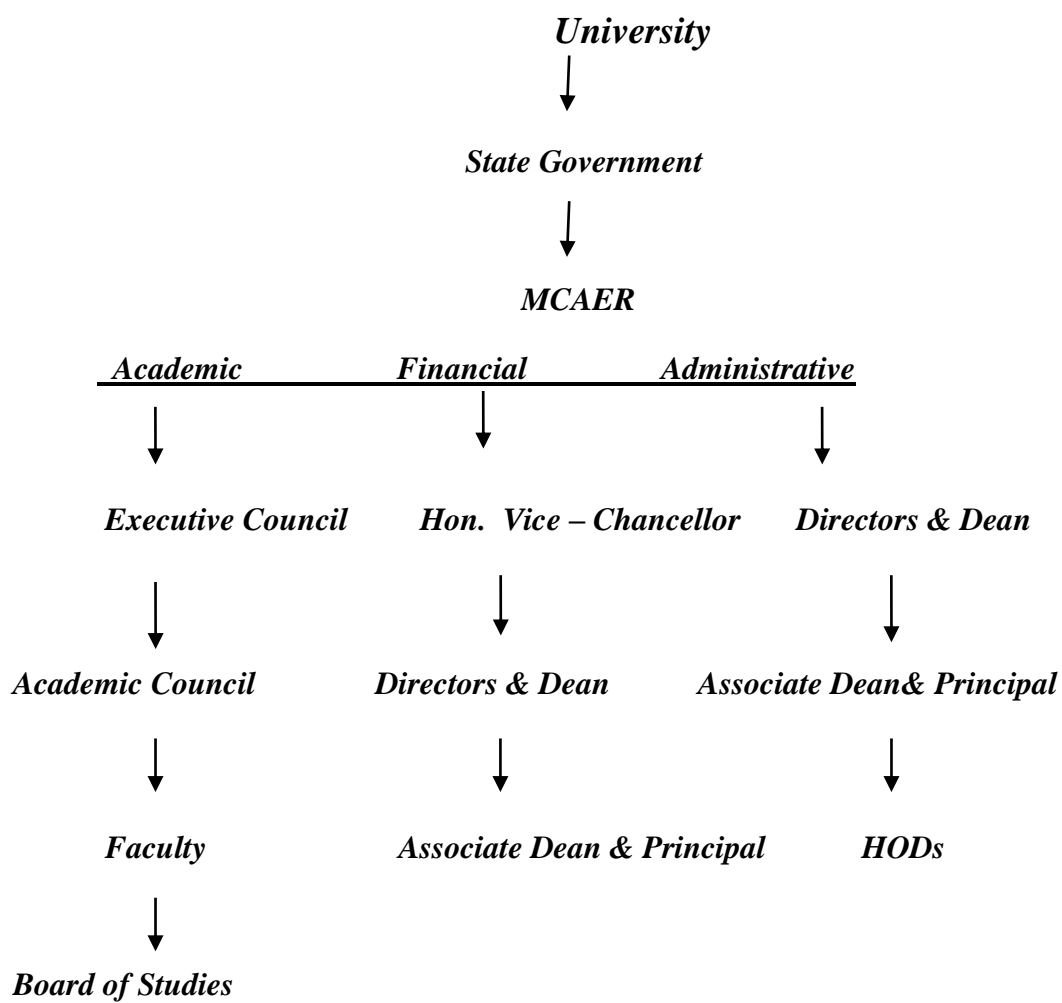 University
State Government
MCAER
Academic Financial Administrative
Executive Council Hon. Vice – Chancellor Directors & Dean
Academic Council Directors & Dean Associate Dean& Principal
Faculty Associate Dean & Principal HODs
Board of Studies